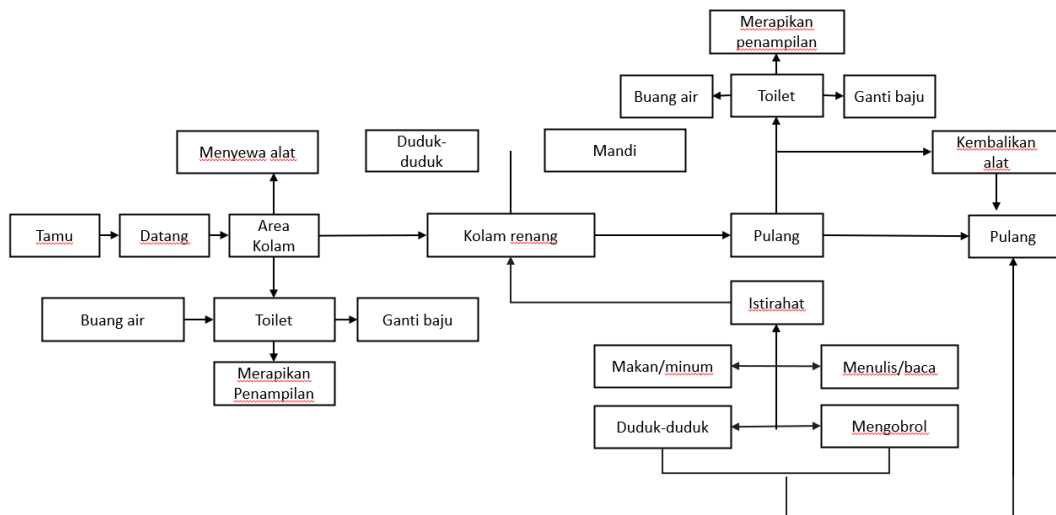 Merapikan
penampilan
Buang air
Toilet
Ganti baju
Menyewa alat
Duduk-
duduk
Mandi
Kembalikan
alat
Tamu
Datang
Area
Kolam
Kolam renang
Pulang
Pulang
Buang air
Toilet
Ganti baju
Istirahat
Merapikan
Penampilan
Makan/minum
Menulis/baca
Duduk-duduk
Mengobrol